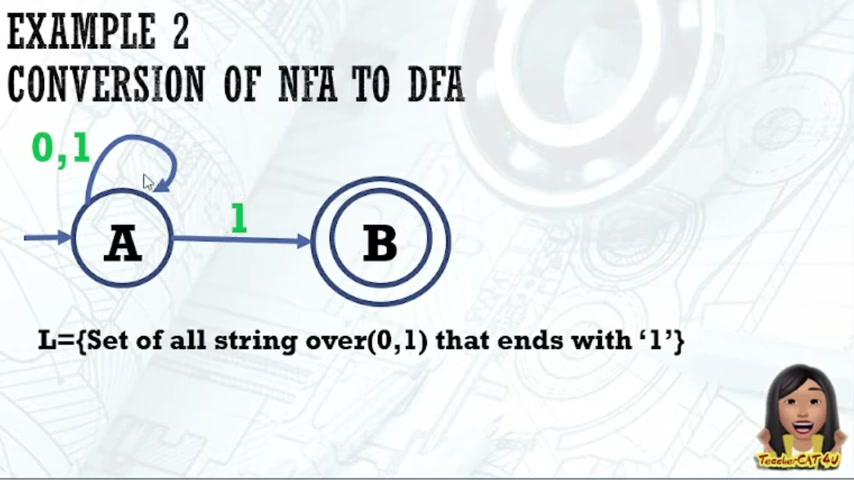 EXAMPLE 2
CONVERSION OF NFA TO DFA
0,1
1
A
B
L={Set of all string over(0,1) that ends with ‘1’}
TeacherCAT4U